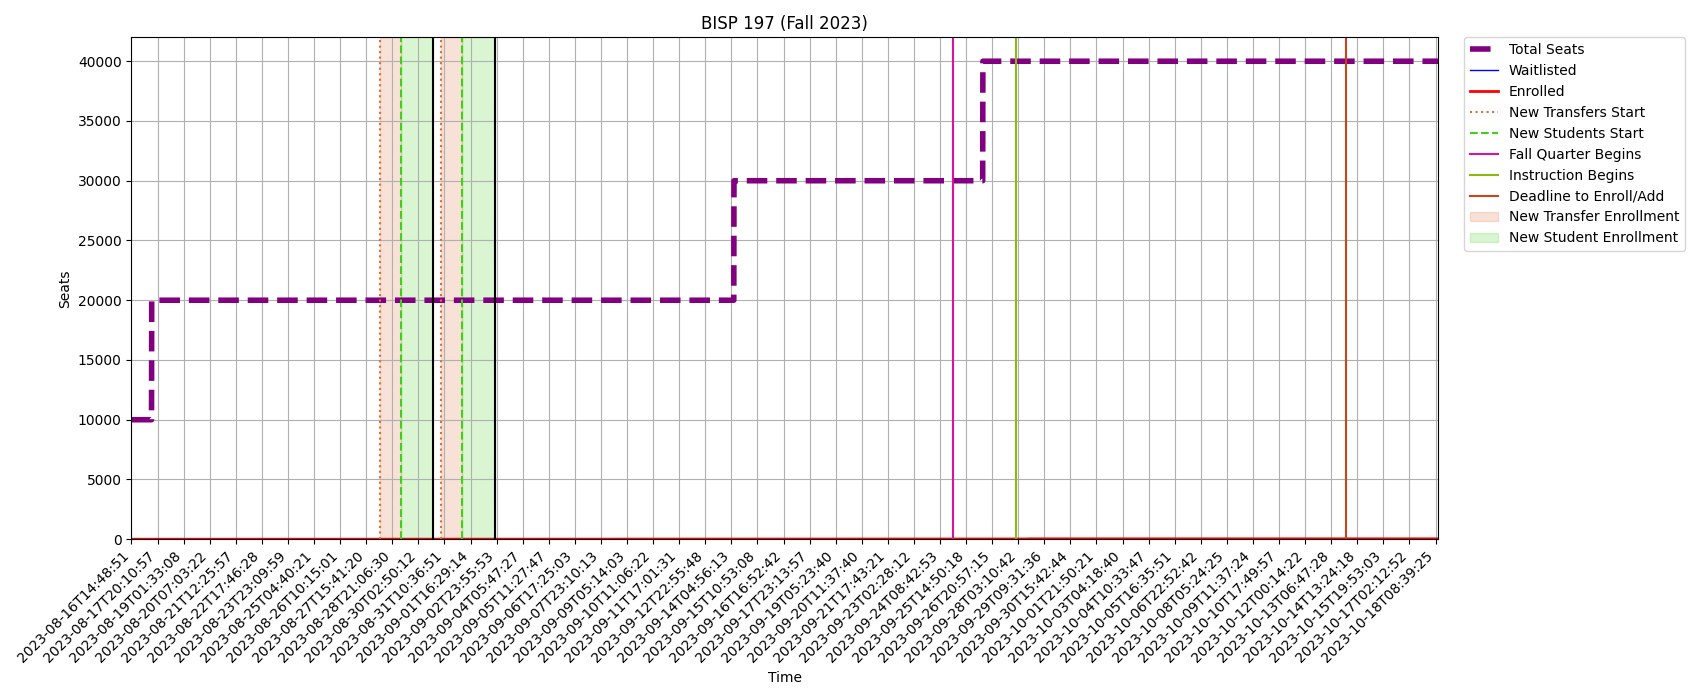 BISP 197 (Fall 2023)
40000
35000
30000
25000
20000
15000
10000
5000
0
Seats
2023-08-16T14:48:51
2023-08-17T20:10:57
2023-08-19T01:33:08
2023-08-20T07:03:22
2023-08-21T12:25:57
2023-08-22T17:46:28
2023-08-23T23:09:59
2023-08-25T04:40:21
2023-08-26T10:15:01
2023-08-27T15:41:20
2023-08-28T21:06:30
2023-08-30T02:50:12
2023-08-31T10:36:51
2023-09-01T16:29:14
2023-09-02T23:55:53
2023-09-04T05:47:27
2023-09-05T11:27:47
2023-09-06T17:25:03
2023-09-07T23:10:13
2023-09-09T05:14:03
2023-09-10T11:06:22
2023-09-11T17:01:31
2023-09-12T22:55:48
2023-09-14T04:56:13
2023-09-15T10:53:08
2023-09-16T16:52:42
2023-09-17T23:13:57
2023-09-19T05:23:40
2023-09-20T11:37:40
2023-09-21T17:43:21
2023-09-23T02:28:12
2023-09-24T08:42:53
2023-09-25T14:50:18
2023-09-26T20:57:15
2023-09-28T03:10:42
2023-09-29T09:31:36
2023-09-30T15:42:44
2023-10-01T21:50:21
2023-10-03T04:18:40
2023-10-04T10:33:47
2023-10-05T16:35:51
2023-10-06T22:52:42
2023-10-08T05:24:25
2023-10-09T11:37:24
2023-10-10T17:49:57
2023-10-12T00:14:22
2023-10-13T06:47:28
2023-10-14T13:24:18
2023-10-15T19:53:03
2023-10-17T02:12:52
2023-10-18T08:39:25
Time
Total Seats
Waitlisted
Enrolled
New Transfers Start
New Students Start
Fall Quarter Begins
Instruction Begins
Deadline to Enroll/Add
New Transfer Enrollment
New Student Enrollment